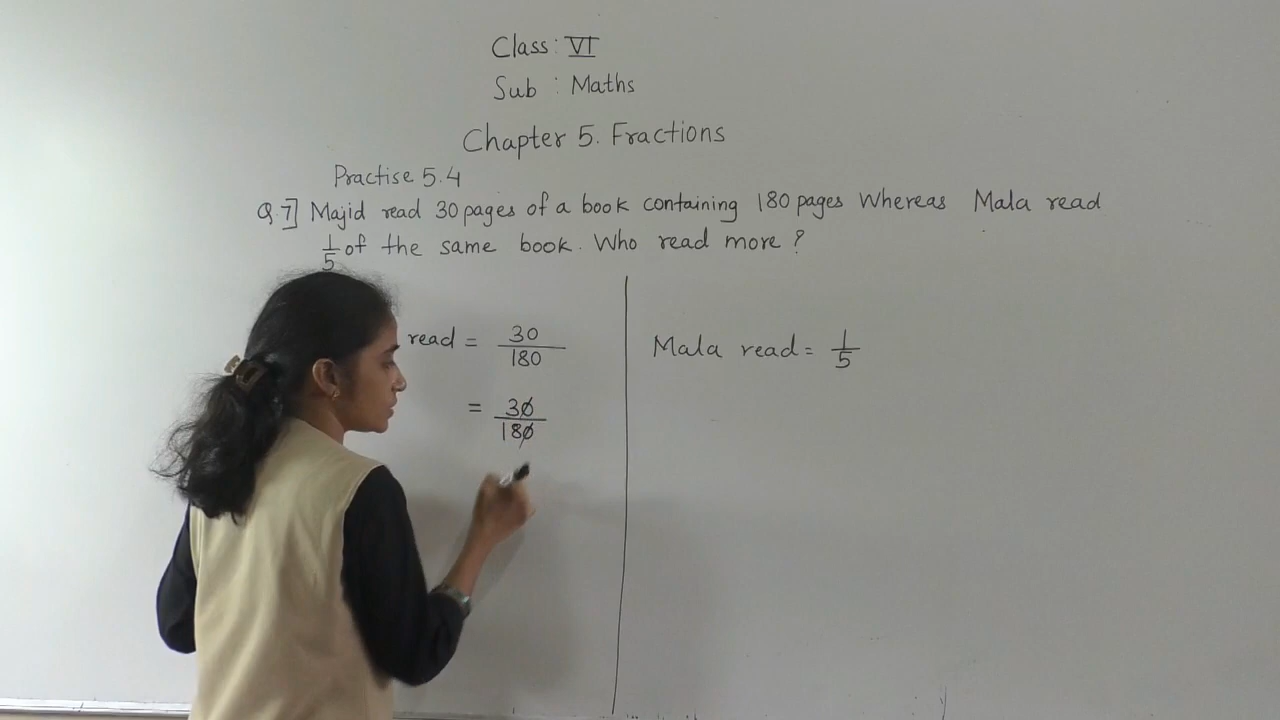 Class: VI
Sub : Maths
Chapter 5. Fractions
Practise 5.4
Q.7] Majid read 30 pages of a book containing 180 pages Whereas Mala read
1/5 of the same book. Who read more ?
read = 30/180
= 30/180
Mala read = 1/5